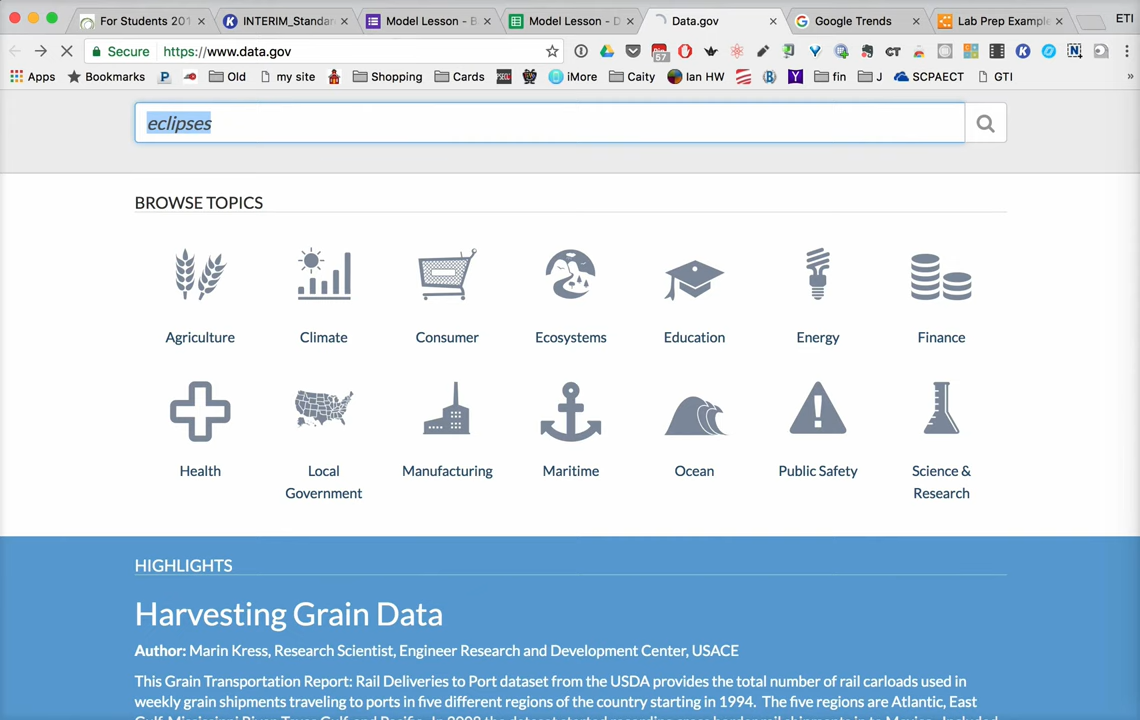 For Students 201
INTERIM_Standar
Model Lesson - B
Model Lesson - D
Data.gov
Google Trends
Lab Prep Example
ETI
Secure
https://www.data.gov
57
Apps
Bookmarks
Old
my site
Shopping
Cards
iMore
Caity
Ian HW
fin
J
SCPAECT
GTI
»
eclipses
BROWSE TOPICS
Agriculture
Climate
Consumer
Ecosystems
Education
Energy
Finance
Health
Local
Government
Manufacturing
Maritime
Ocean
Public Safety
Science &
Research
HIGHLIGHTS
Harvesting Grain Data
Author: Marin Kress, Research Scientist, Engineer Research and Development Center, USACE
This Grain Transportation Report: Rail Deliveries to Port dataset from the USDA provides the total number of rail carloads used in
weekly grain shipments traveling to ports in five different regions of the country starting in 1994. The five regions are Atlantic, East